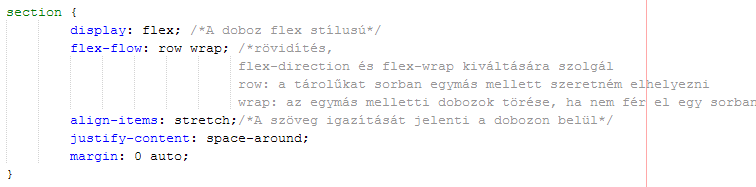 section {
display: flex; /*A doboz flex stílusú*/
flex-flow: row wrap; /*rövidítés,
flex-direction és flex-wrap kiváltására szolgál
row: a tárolűkat sorban egymás mellett szeretném elhelyezni
wrap: az egymás melletti dobozok törése, ha nem fér el egy sorban
align-items: stretch;/*A szöveg igazítását jelenti a dobozon belül*/
justify-content: space-around;
margin: 0 auto;
}